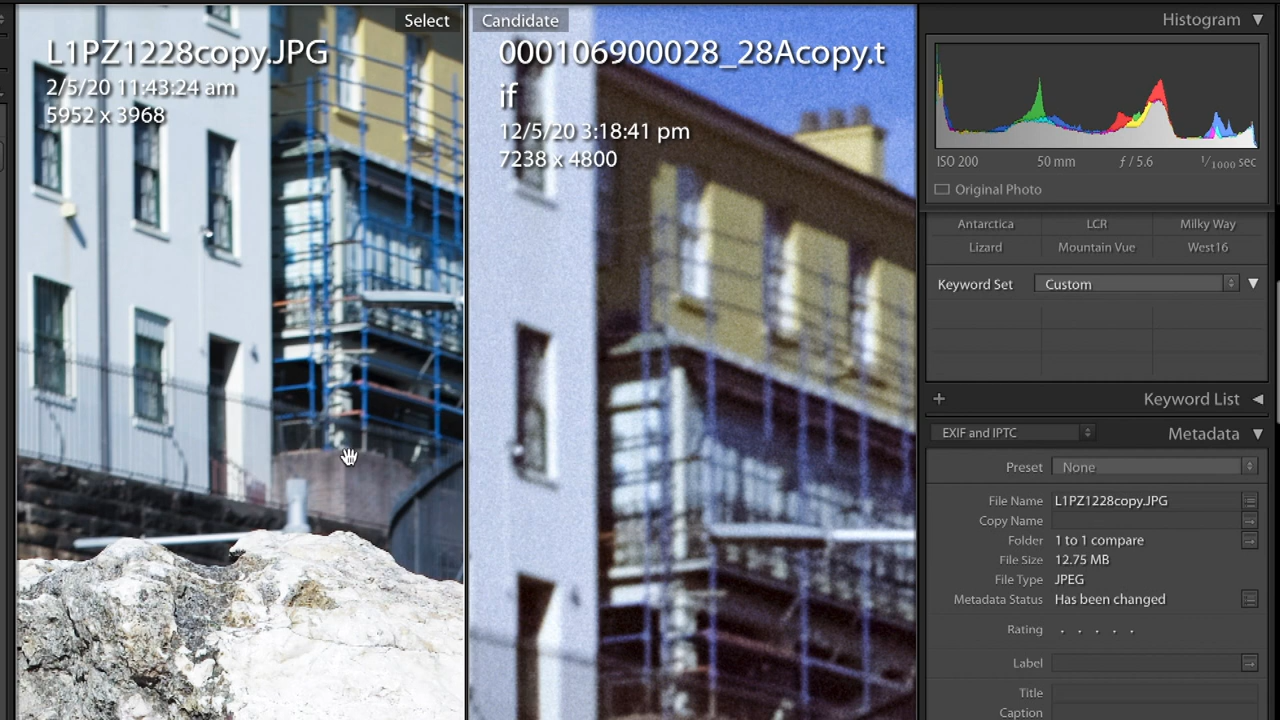 Select
L1PZ1228copy.JPG
2/5/20 11:43:24 am
5952 x 3968
Candidate
000106900028_28Acopy.t
if
12/5/20 3:18:41 pm
7238 x 4800
Histogram
ISO 200 50 mm ƒ / 5.6 1/1000 sec
Original Photo
Antarctica LCR Milky Way
Lizard Mountain Vue West16
Keyword Set Custom
+ Keyword List
EXIF and IPTC Metadata
Preset None
File Name L1PZ1228copy.JPG
Copy Name
Folder 1 to 1 compare
File Size 12.75 MB
File Type JPEG
Metadata Status Has been changed
Rating . . . . .
Label
Title
Caption